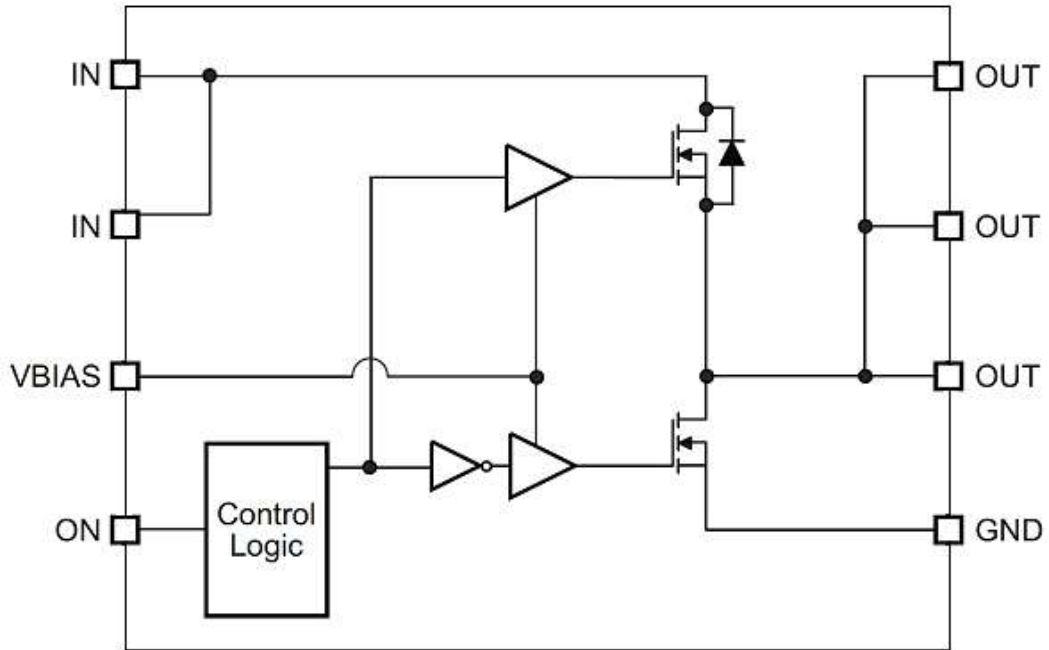 IN
OUT
IN
OUT
VBIAS
OUT
ON
Control
Logic
GND